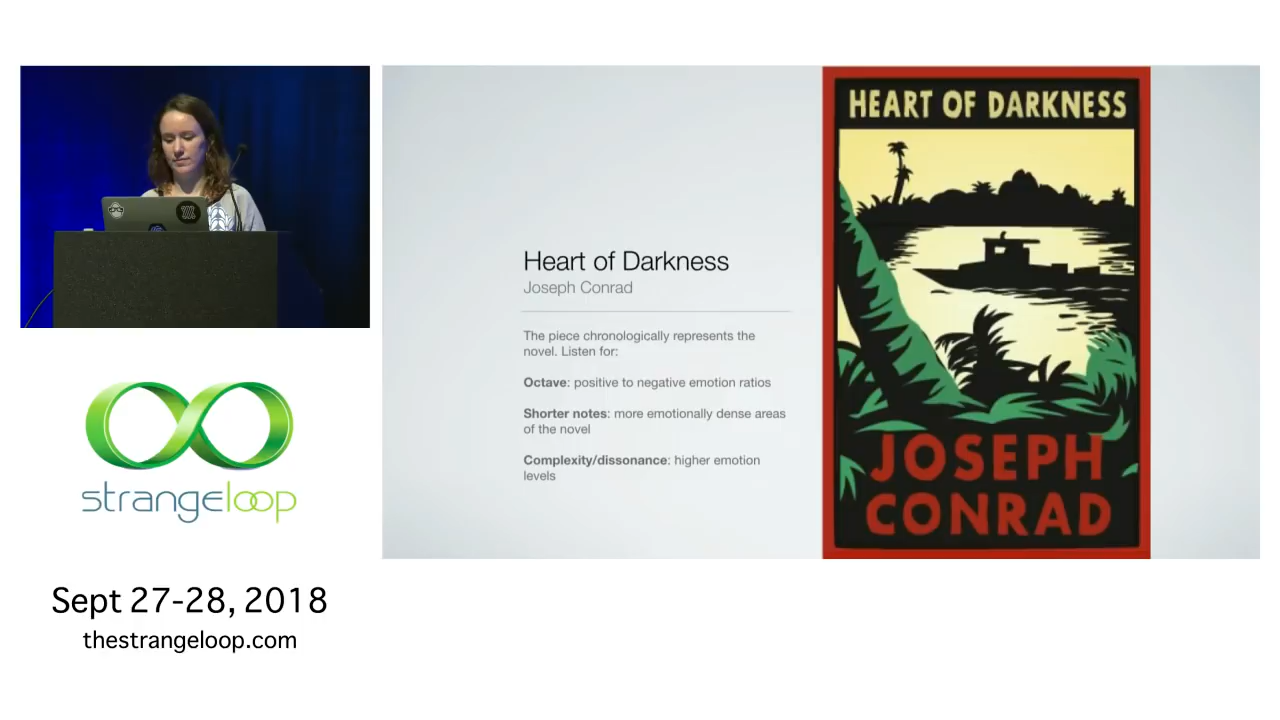 Heart of Darkness
Joseph Conrad
The piece chronologically represents the
novel. Listen for:
Octave: positive to negative emotion ratios
Shorter notes: more emotionally dense areas
of the novel
Complexity/dissonance: higher emotion
levels
HEART OF DARKNESS
JOSEPH
CONRAD
strangeloop
Sept 27-28, 2018
thestrangeloop.com